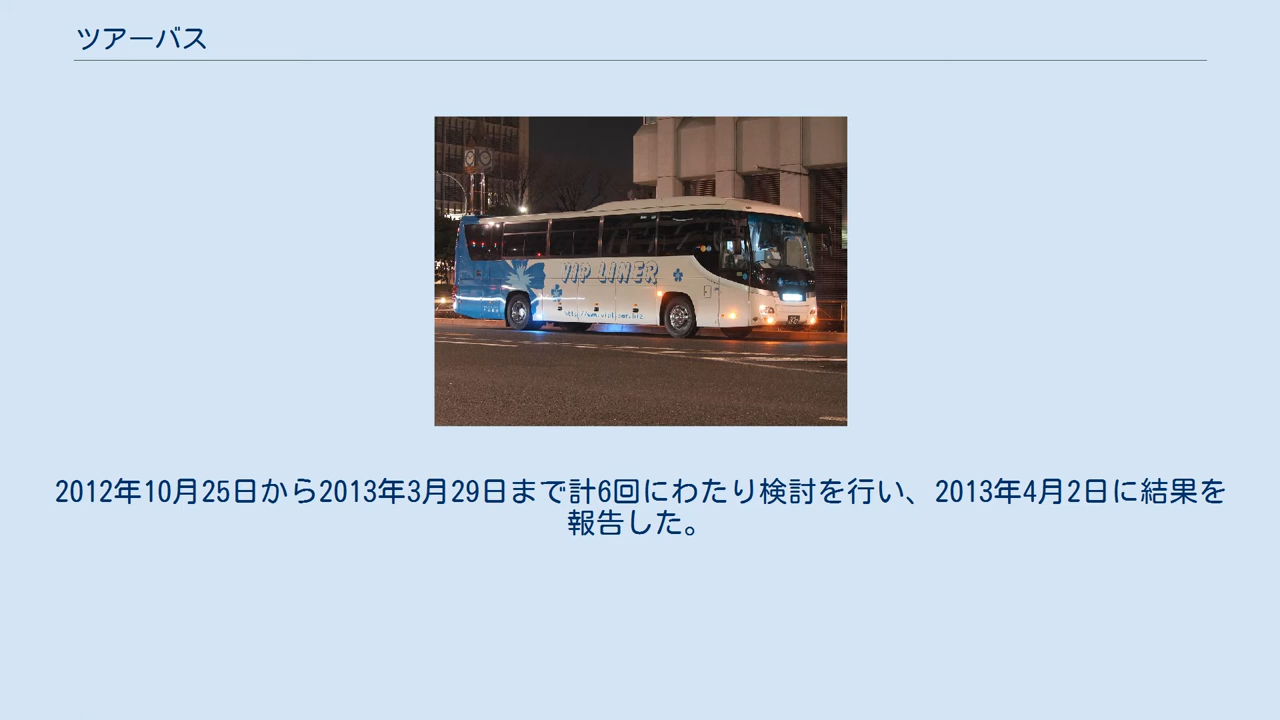 ツアーバス
VIP LINER
2012年10月25日から2013年3月29日まで計6回にわたり検討を行い、2013年4月2日に結果を
報告した。